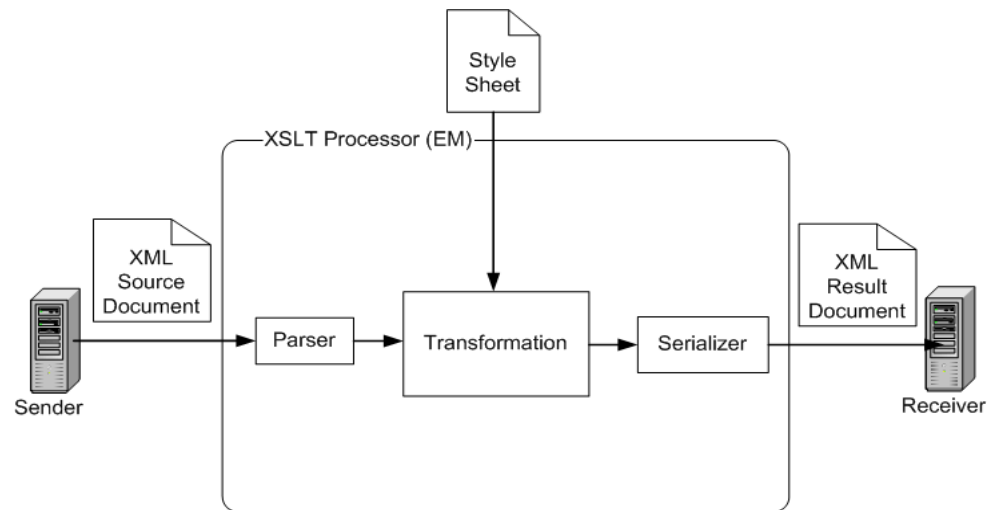 Style
Sheet
XSLT Processor (EM)
XML
Source
Document
XML
Result
Document
Parser
Transformation
Serializer
Sender
Receiver